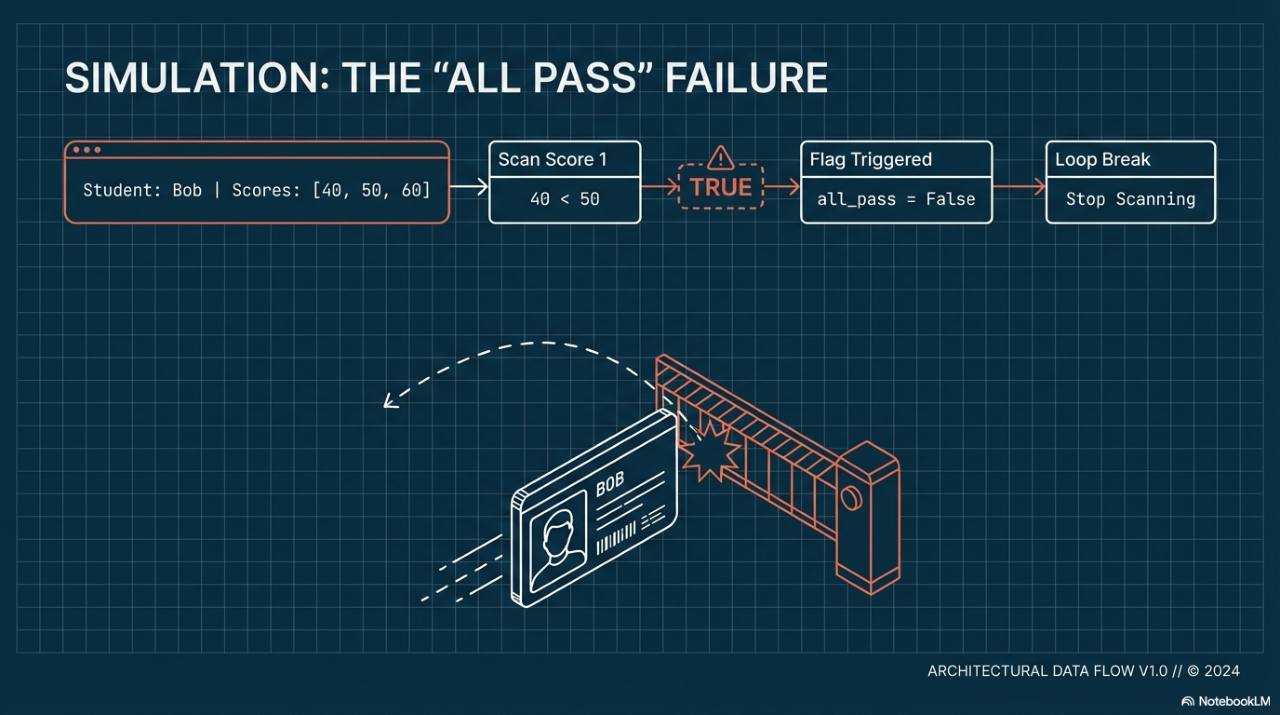 SIMULATION: THE “ALL PASS” FAILURE
Student: Bob | Scores: [40, 50, 60]
Scan Score 1
40 < 50
TRUE
Flag Triggered
all_pass = False
Loop Break
Stop Scanning
BOB
ARCHITECTURAL DATA FLOW V1.0 // © 2024
NotebookLM